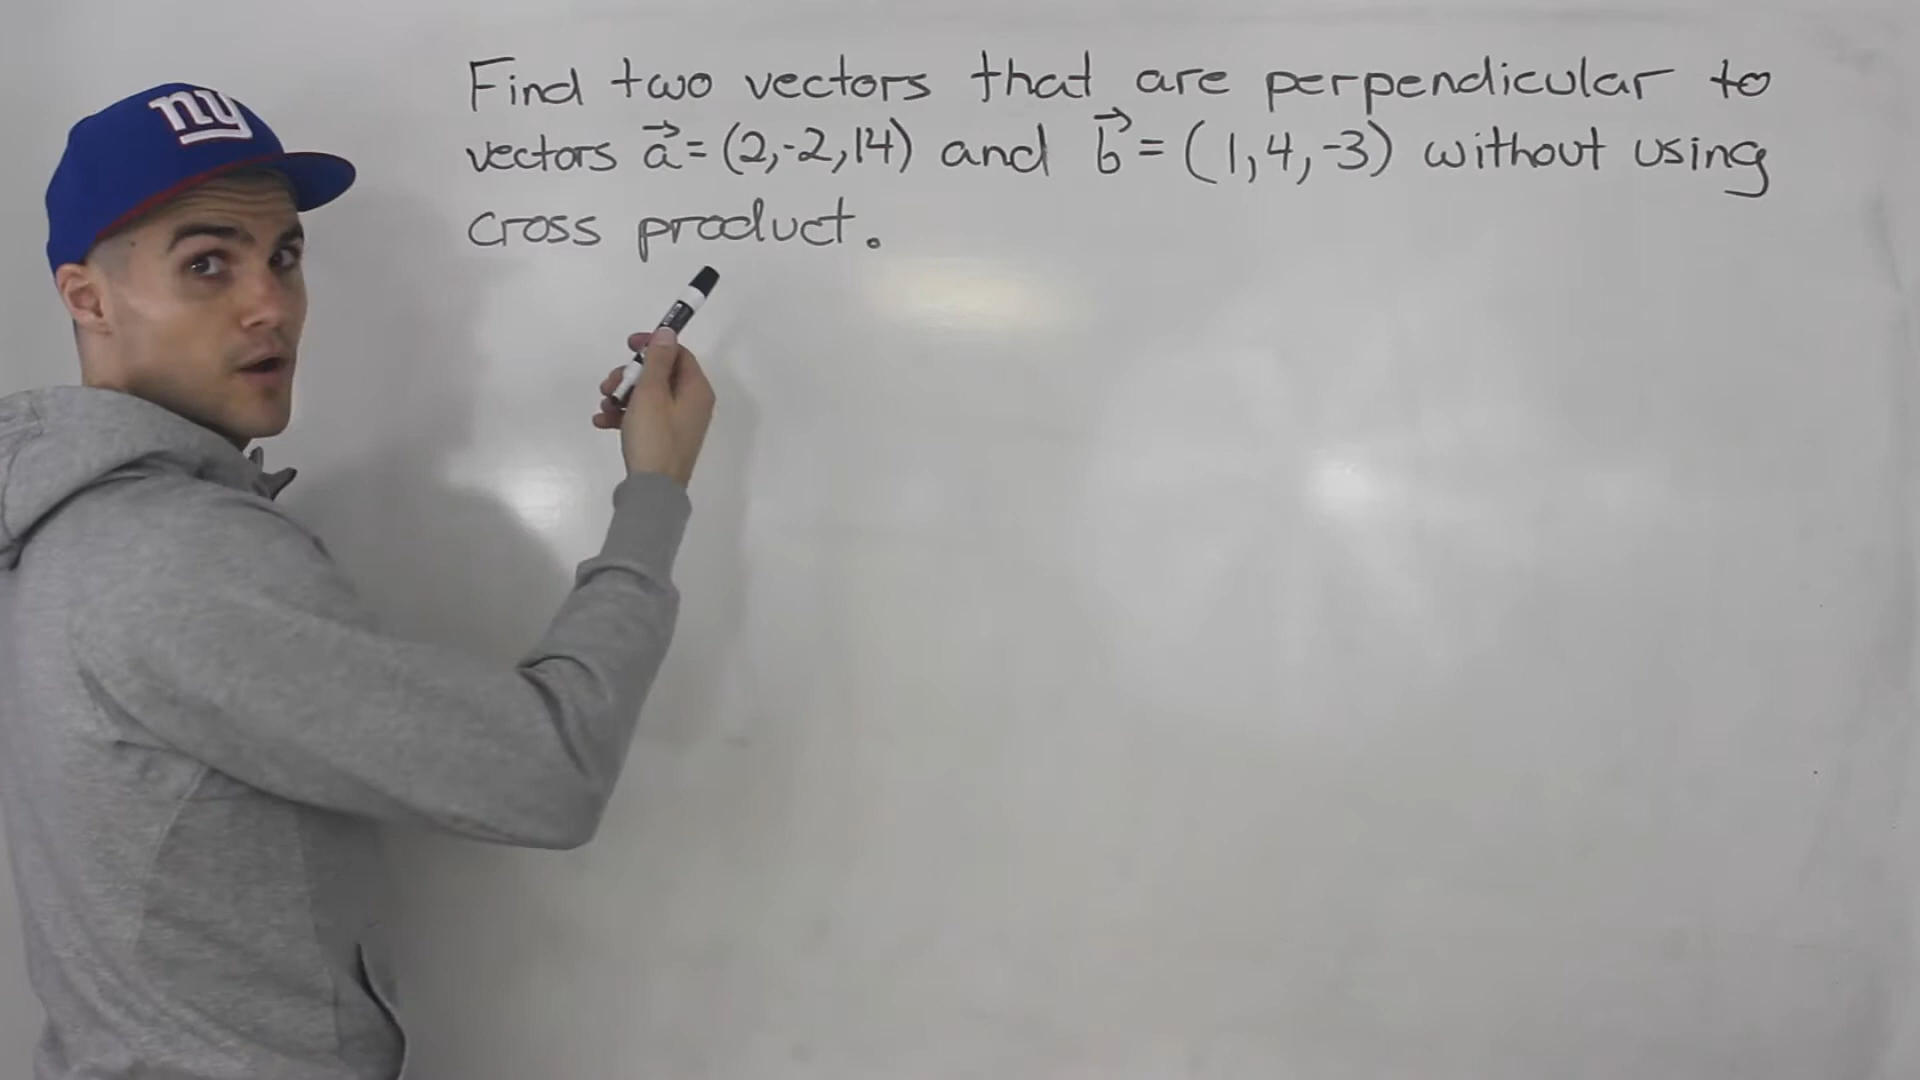 ny
Find two vectors that are perpendicular to
vectors a⃗=(2,-2,14) and b⃗=(1,4,-3) without using
cross product.